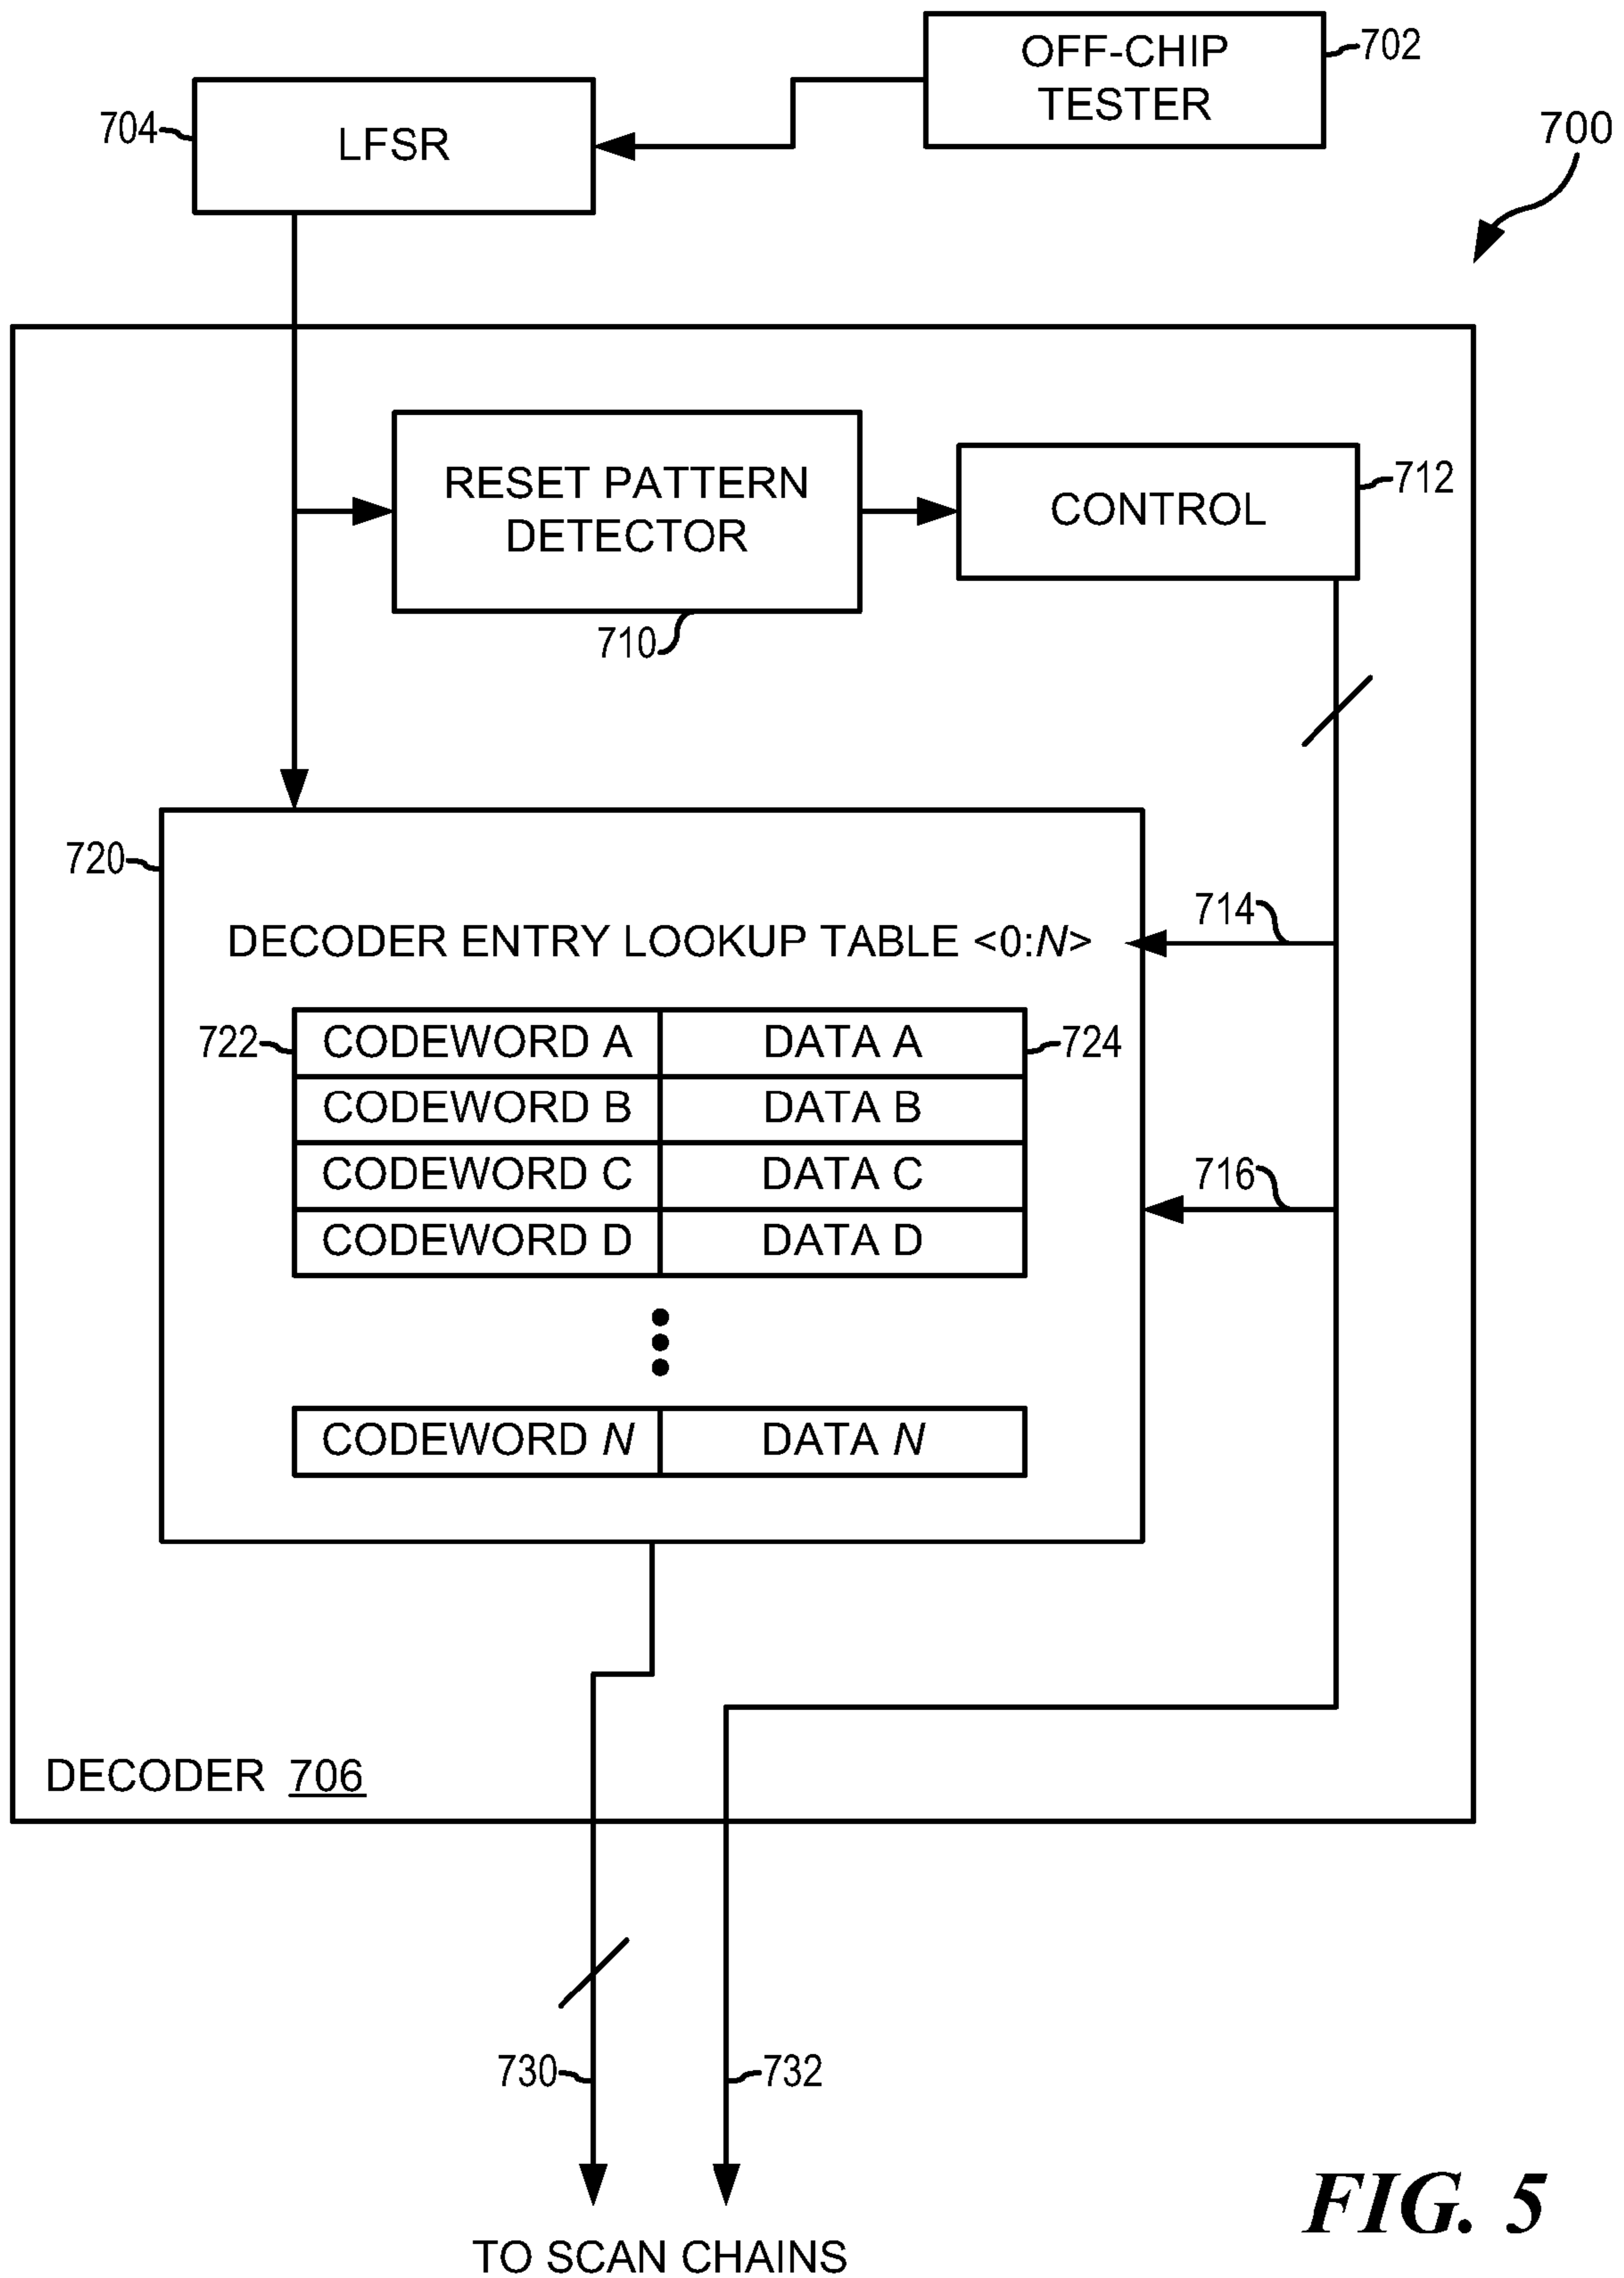 OFF-CHIP
TESTER
702
704
LFSR
700
RESET PATTERN
DETECTOR
710
CONTROL
712
720
DECODER ENTRY LOOKUP TABLE <0:N>
714
722
CODEWORD A
DATA A
724
CODEWORD B
DATA B
CODEWORD C
DATA C
716
CODEWORD D
DATA D
CODEWORD N
DATA N
DECODER 706
730
732
TO SCAN CHAINS
FIG. 5